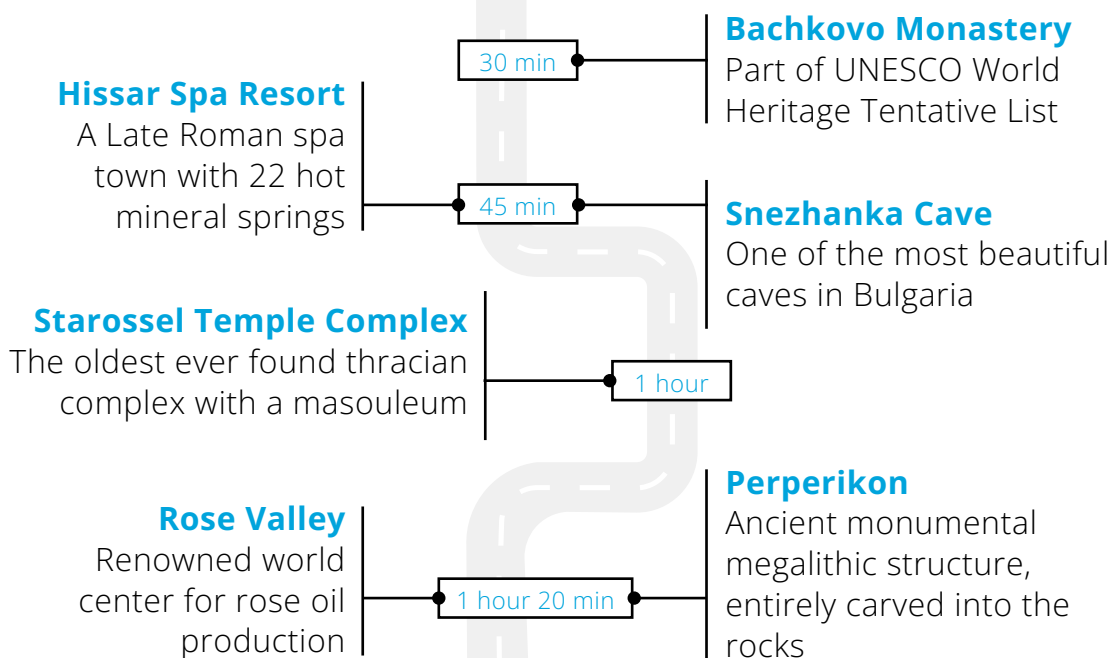 30 min
Bachkovo Monastery
Part of UNESCO World
Heritage Tentative List
Hissar Spa Resort
A Late Roman spa
town with 22 hot
mineral springs
45 min
Snezhanka Cave
One of the most beautiful
caves in Bulgaria
Starossel Temple Complex
The oldest ever found thracian
complex with a masouleum
1 hour
Rose Valley
Renowned world
center for rose oil
production
1 hour 20 min
Perperikon
Ancient monumental
megalithic structure,
entirely carved into the
rocks